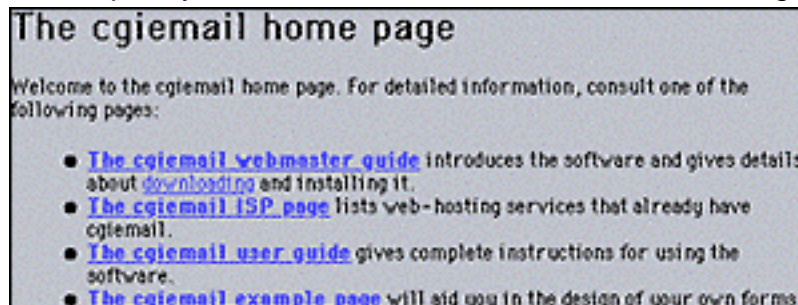 The cgiemail home page
Welcome to the cgiemail home page. For detailed information, consult one of the
following pages:
The cgiemail webmaster guide introduces the software and gives details
about downloading and installing it.
The cgiemail ISP page lists web-hosting services that already have
cgiemail.
The cgiemail user guide gives complete instructions for using the
software.
The cgiemail example page will aid you in the design of your own forms